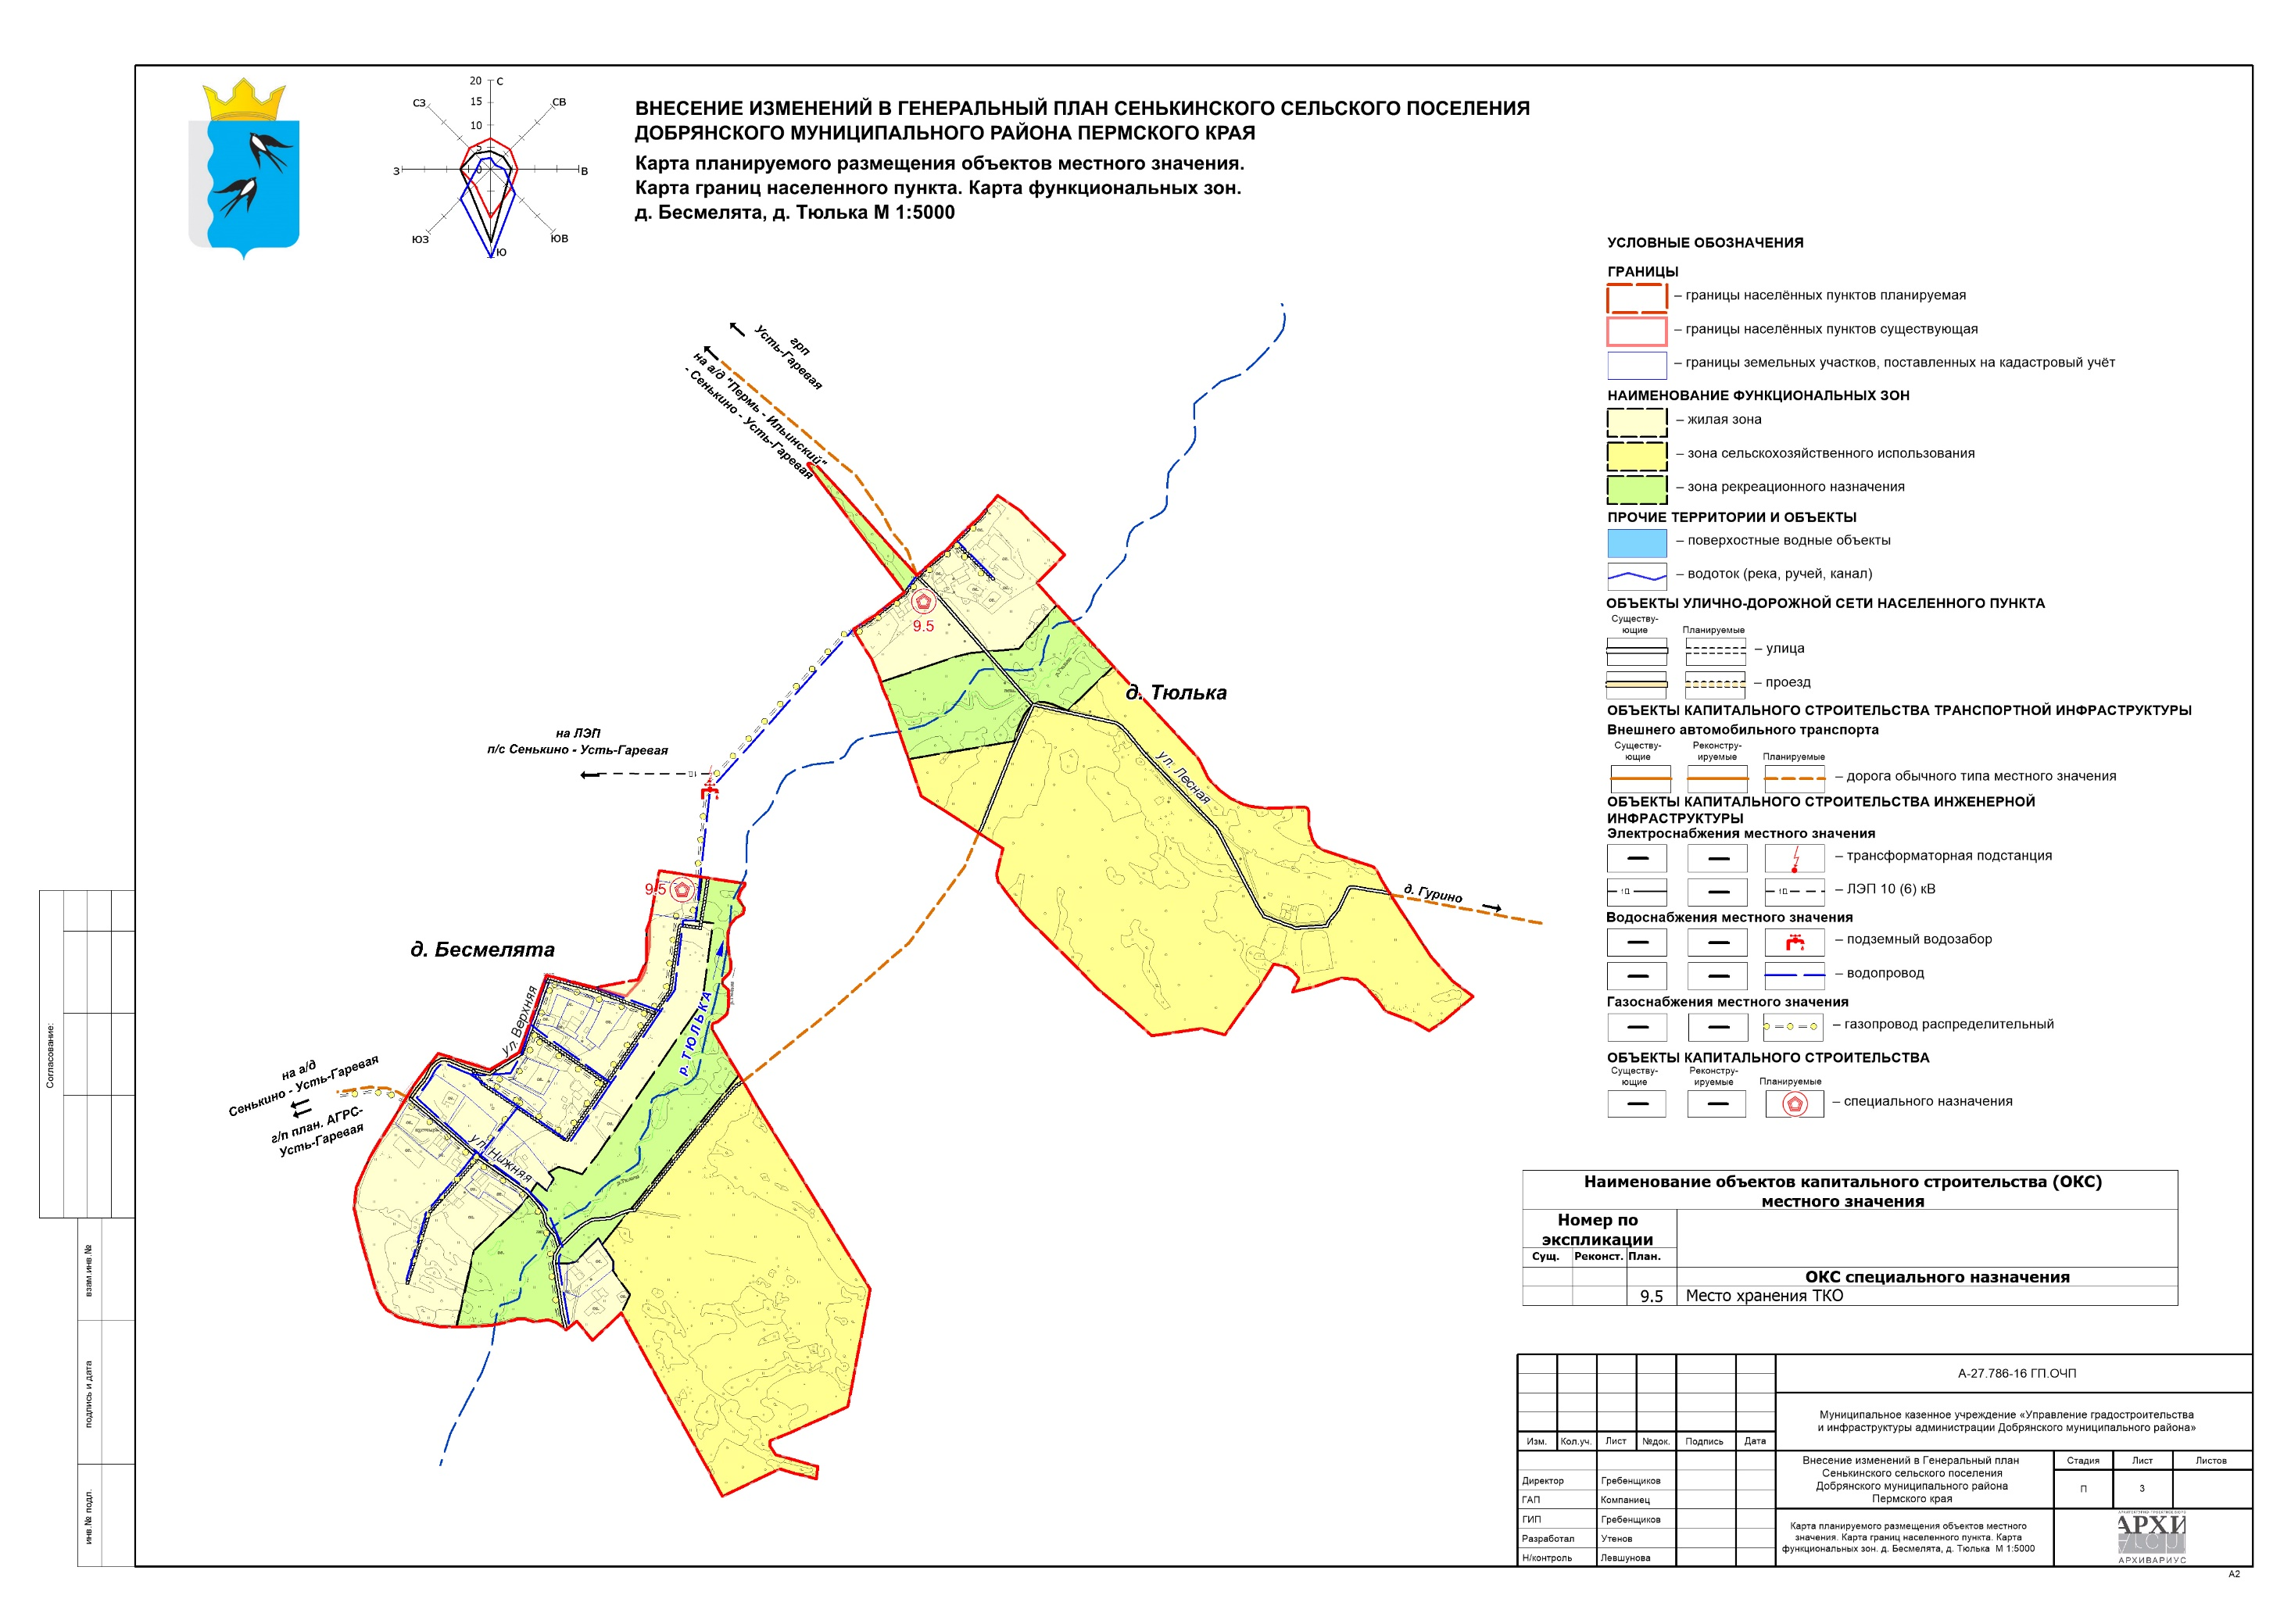 ВНЕСЕНИЕ ИЗМЕНЕНИЙ В ГЕНЕРАЛЬНЫЙ ПЛАН СЕНЬКИНСКОГО СЕЛЬСКОГО ПОСЕЛЕНИЯ
ДОБРЯНСКОГО МУНИЦИПАЛЬНОГО РАЙОНА ПЕРМСКОГО КРАЯ
Карта планируемого размещения объектов местного значения.
Карта границ населенного пункта. Карта функциональных зон.
д. Бесмелята, д. Тюлька М 1:5000
20
С
15
10
5
0
СЗ
СВ
З
В
ЮЗ
ЮВ
Ю
грп
Усть-Гаревая
на а/д "Пермь - Ильинский"
- Сенькино - Усть-Гаревая
9.5
д. Тюлька
ул. Лесная
д. Гурино
на ЛЭП
п/с Сенькино - Усть-Гаревая
9.5
д. Бесмелята
ул. Верхняя
р. ТЮЛЬКА
ул. Нижняя
на а/д
Сенькино - Усть-Гаревая
г/п план. АГРС-
Усть-Гаревая
УСЛОВНЫЕ ОБОЗНАЧЕНИЯ
ГРАНИЦЫ
– границы населённых пунктов планируемая
– границы населённых пунктов существующая
– границы земельных участков, поставленных на кадастровый учёт
НАИМЕНОВАНИЕ ФУНКЦИОНАЛЬНЫХ ЗОН
– жилая зона
– зона сельскохозяйственного использования
– зона рекреационного назначения
ПРОЧИЕ ТЕРРИТОРИИ И ОБЪЕКТЫ
– поверхостные водные объекты
– водоток (река, ручей, канал)
ОБЪЕКТЫ УЛИЧНО-ДОРОЖНОЙ СЕТИ НАСЕЛЕННОГО ПУНКТА
Существу-
ющие
Планируемые
– улица
– проезд
ОБЪЕКТЫ КАПИТАЛЬНОГО СТРОИТЕЛЬСТВА ТРАНСПОРТНОЙ ИНФРАСТРУКТУРЫ
Внешнего автомобильного транспорта
Существу-
ющие
Реконстру-
ируемые
Планируемые
– дорога обычного типа местного значения
ОБЪЕКТЫ КАПИТАЛЬНОГО СТРОИТЕЛЬСТВА ИНЖЕНЕРНОЙ
ИНФРАСТРУКТУРЫ
Электроснабжения местного значения
– трансформаторная подстанция
– ЛЭП 10 (6) кВ
Водоснабжения местного значения
– подземный водозабор
– водопровод
Газоснабжения местного значения
– газопровод распределительный
ОБЪЕКТЫ КАПИТАЛЬНОГО СТРОИТЕЛЬСТВА
Существу-
ющие
Реконстру-
ируемые
Планируемые
– специального назначения
Наименование объектов капитального строительства (ОКС)
местного значения
Номер по
экспликации
Сущ. Реконст. План.
ОКС специального назначения
9.5 Место хранения ТКО
А-27.786-16 ГП.ОЧП
Муниципальное казенное учреждение «Управление градостроительства
и инфраструктуры администрации Добрянского муниципального района»
Изм. Кол.уч. Лист №док. Подпись Дата
Внесение изменений в Генеральный план
Сенькинского сельского поселения
Добрянского муниципального района
Пермского края
Стадия Лист Листов
П 3
Директор Гребенщиков
ГАП Компаниец
ГИП Гребенщиков
Разработал Утенов
Н/контроль Левшунова
Карта планируемого размещения объектов местного
значения. Карта границ населенного пункта. Карта
функциональных зон. д. Бесмелята, д. Тюлька М 1:5000
АРХИ
АРХИВАРИУС
А2
Согласование:
взам.инв.№
подпись и дата
инв.№ подл.